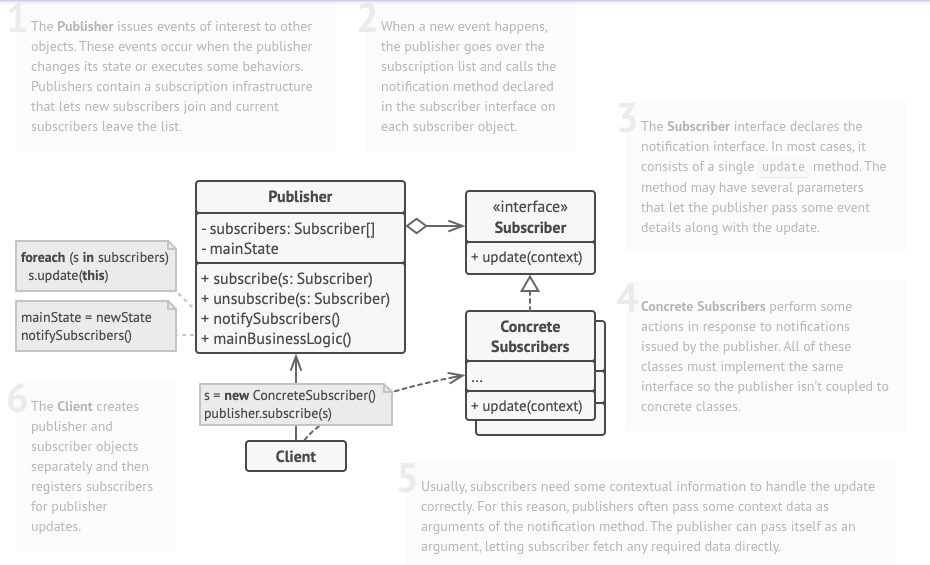 1
The Publisher issues events of interest to other
objects. These events occur when the publisher
changes its state or executes some behaviors.
Publishers contain a subscription infrastructure
that lets new subscribers join and current
subscribers leave the list.
2
When a new event happens,
the publisher goes over the
subscription list and calls the
notification method declared
in the subscriber interface on
each subscriber object.
3
The Subscriber interface declares the
notification interface. In most cases, it
consists of a single update method. The
method may have several parameters
that let the publisher pass some event
details along with the update.
Publisher
- subscribers: Subscriber[]
- mainState
+ subscribe(s: Subscriber)
+ unsubscribe(s: Subscriber)
+ notifySubscribers()
+ mainBusinessLogic()
«interface»
Subscriber
+ update(context)
foreach (s in subscribers)
s.update(this)
mainState = newState
notifySubscribers()
Concrete
Subscribers
...
+ update(context)
4
Concrete Subscribers perform some
actions in response to notifications
issued by the publisher. All of these
classes must implement the same
interface so the publisher isn't coupled to
concrete classes.
s = new ConcreteSubscriber()
publisher.subscribe(s)
Client
6
The Client creates
publisher and
subscriber objects
separately and then
registers subscribers
for publisher
updates.
5
Usually, subscribers need some contextual information to handle the update
correctly. For this reason, publishers often pass some context data as
arguments of the notification method. The publisher can pass itself as an
argument, letting subscriber fetch any required data directly.